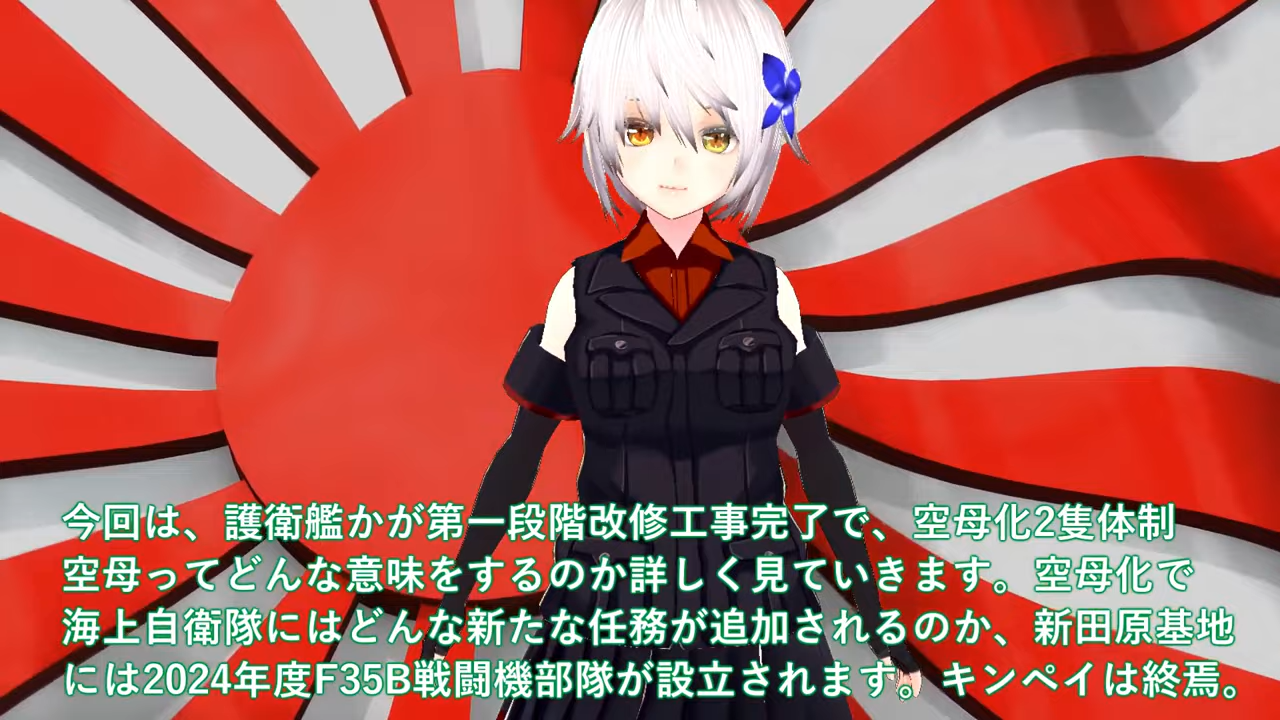 今回は、護衛艦かが第一段階改修工事完了で、空母化2隻体制
空母ってどんな意味をするのか詳しく見ていきます。空母化で
海上自衛隊にはどんな新たな任務が追加されるのか、新田原基地
には2024年度F35B戦闘機部隊が設立されます。キンペイは終焉。